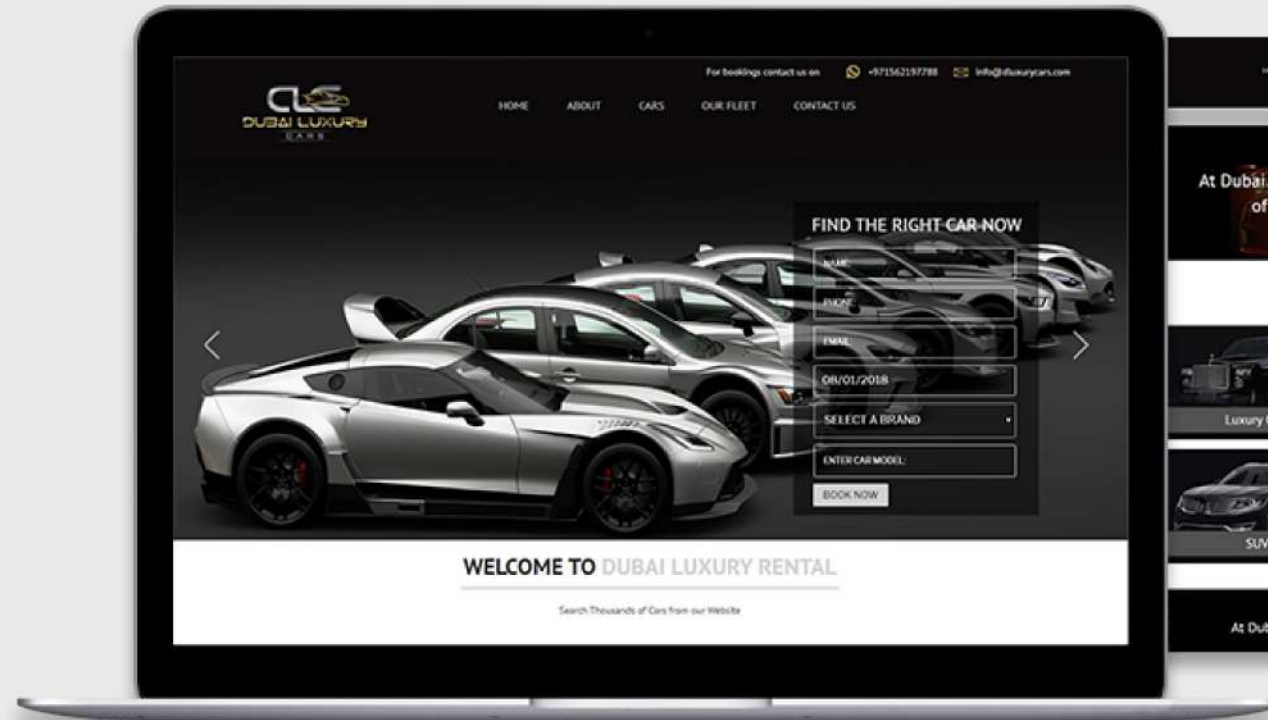 For bookings contact us on +971562197788 info@dluxurycars.com
DUBAI LUXURY
CARS
HOME ABOUT CARS OUR FLEET CONTACT US
FIND THE RIGHT CAR NOW
NAME:
PHONE:
EMAIL:
08/01/2018
SELECT A BRAND
ENTER CAR MODEL:
BOOK NOW
WELCOME TO DUBAI LUXURY RENTAL
Search Thousands of Cars from our Website
At Dubai
of
Luxury
SUV
At Dub